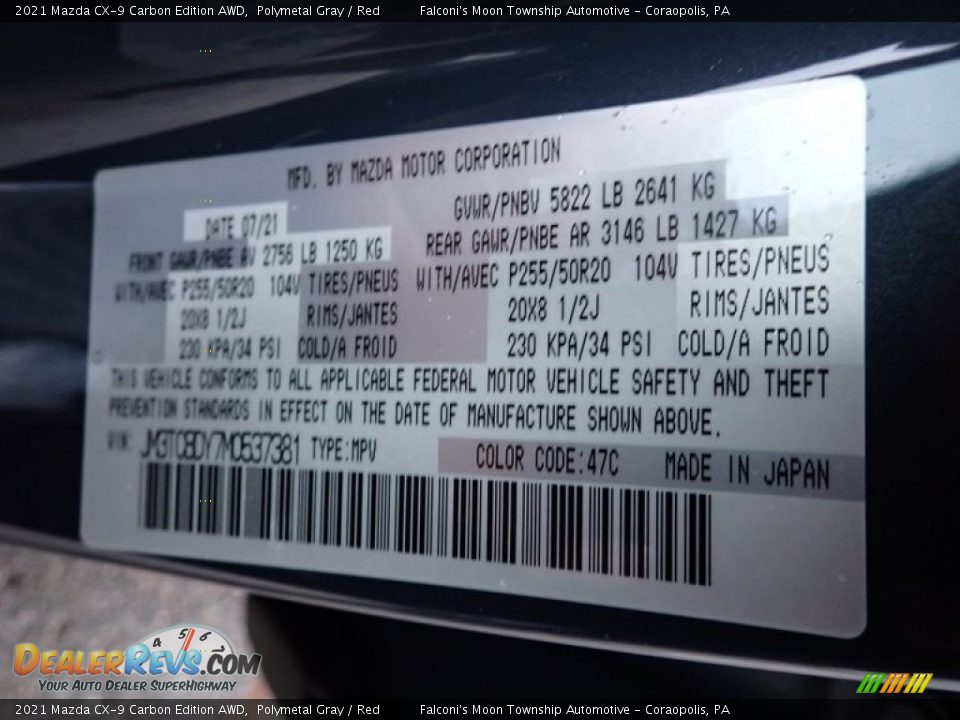 2021 Mazda CX-9 Carbon Edition AWD, Polymetal Gray / Red Falconi's Moon Township Automotive - Coraopolis, PA
MFD. BY MAZDA MOTOR CORPORATION
DATE 07/21 GVWR/PNBV 5822 LB 2641 KG
FRONT GAWR/PNBE AV 2756 LB 1250 KG REAR GAWR/PNBE AR 3146 LB 1427 KG
WITH/AVEC P255/50R20 104V TIRES/PNEUS WITH/AVEC P255/50R20 104V TIRES/PNEUS
20X8 1/2J RIMS/JANTES 20X8 1/2J RIMS/JANTES
230 KPA/34 PSI COLD/A FROID 230 KPA/34 PSI COLD/A FROID
THIS VEHICLE CONFORMS TO ALL APPLICABLE FEDERAL MOTOR VEHICLE SAFETY AND THEFT
PREVENTION STANDARDS IN EFFECT ON THE DATE OF MANUFACTURE SHOWN ABOVE.
VIN: JM3TCBDY7M0537381 TYPE:MPV COLOR CODE:47C MADE IN JAPAN
4 5 6
DEALERREVS.COM
YOUR AUTO DEALER SUPERHIGHWAY
2021 Mazda CX-9 Carbon Edition AWD, Polymetal Gray / Red Falconi's Moon Township Automotive - Coraopolis, PA